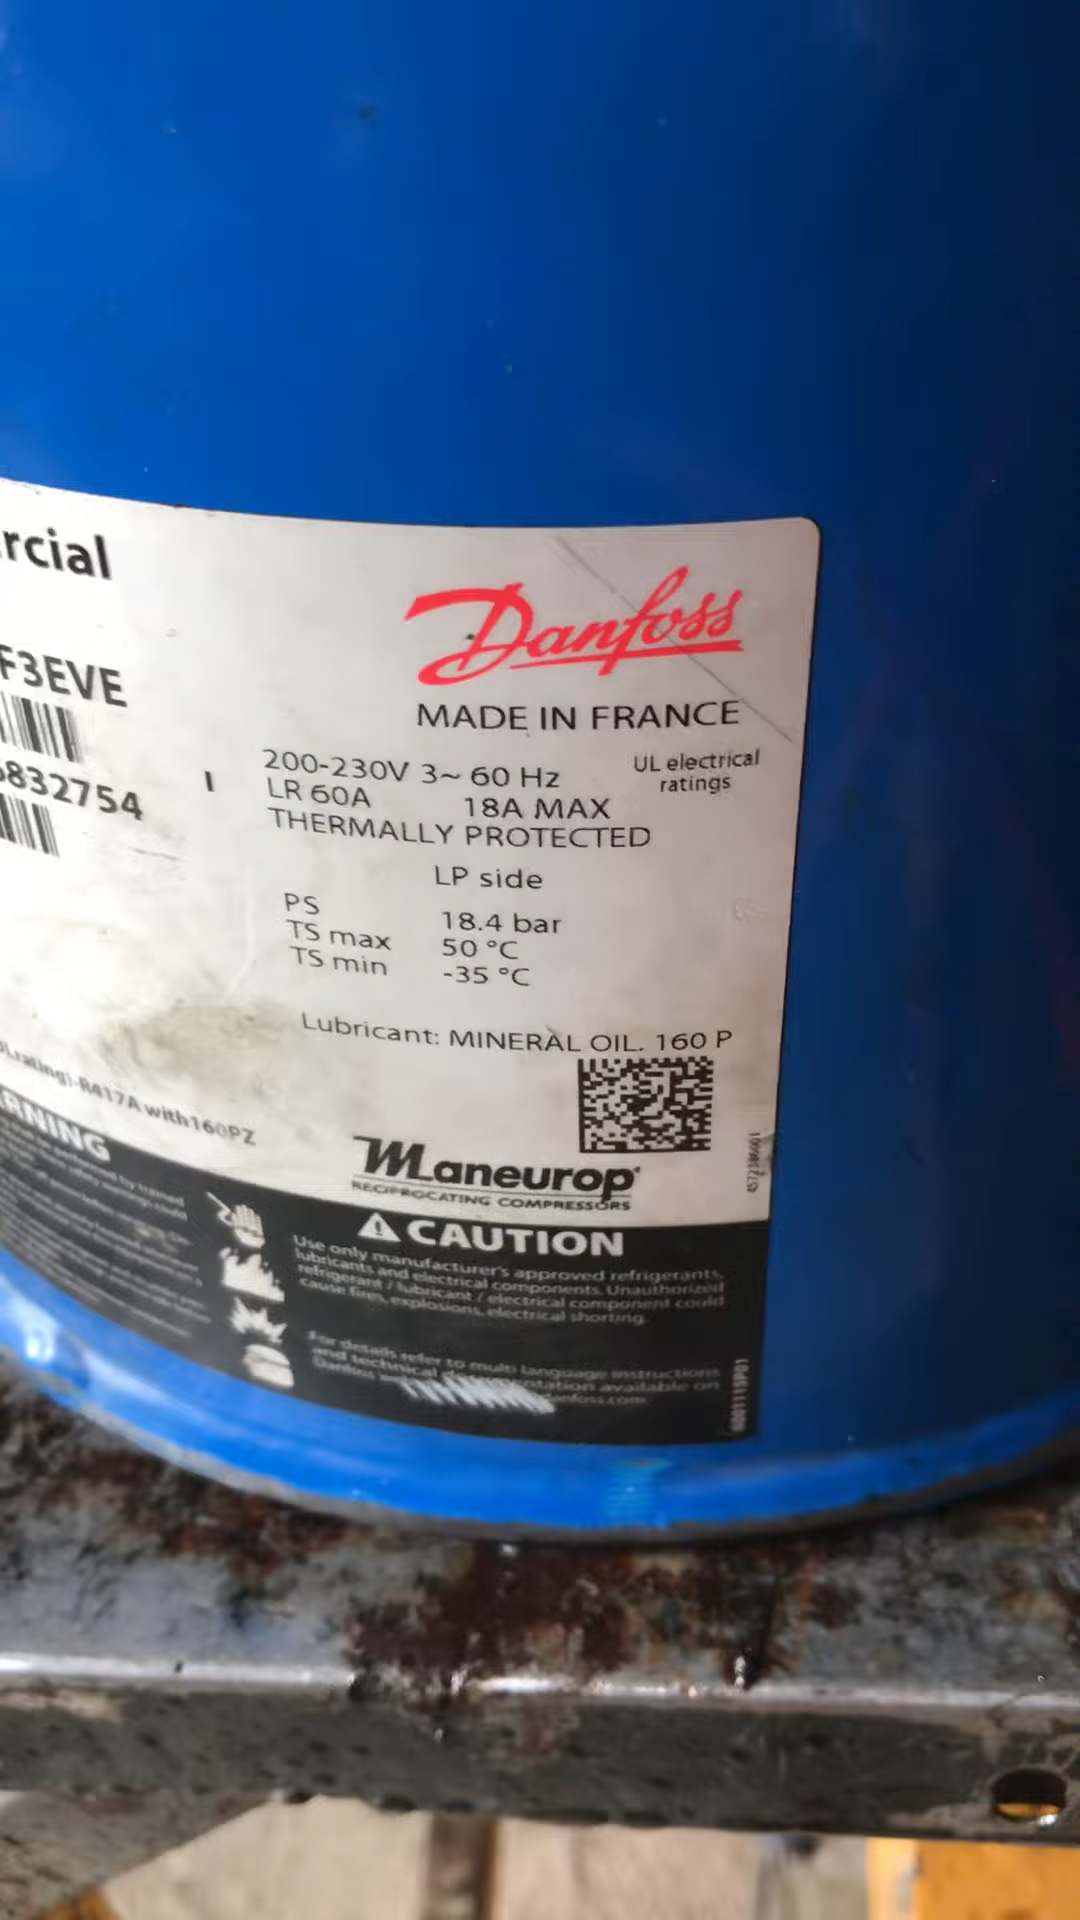 rcial
Danfoss
MADE IN FRANCE
F3EVE
6832754
I
200-230V 3~ 60 Hz
UL electrical
ratings
LR 60A 18A MAX
THERMALLY PROTECTED
LP side
PS 18.4 bar
TS max 50 °C
TS min -35 °C
Lubricant: MINERAL OIL. 160 P
rating)-R417A with160PZ
Maneurop
RECIPROCATING COMPRESSORS
RNING
by trained
CAUTION
Use only manufacturer's approved refrigerants,
lubricants and electrical components. Unauthorized
refrigerant / lubricant / electrical component could
cause fires, explosions, electrical shorting.
For details refer to multi language instructions
and technical documentation available on
Danfoss danfoss.com